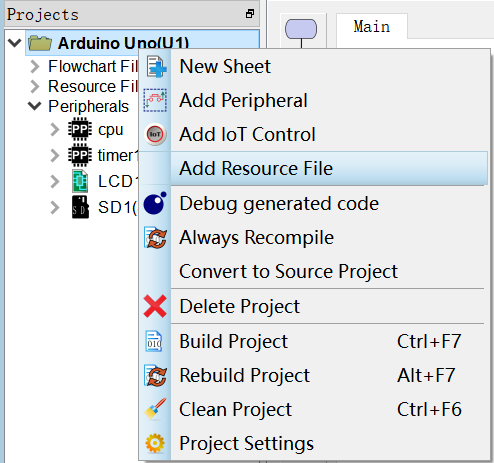 Projects
Main
Arduino Uno(U1)
Flowchart Fil
Resource Fil
Peripherals
cpu
timer1
LCD1
SD1(
New Sheet
Add Peripheral
Add IoT Control
Add Resource File
Debug generated code
Always Recompile
Convert to Source Project
Delete Project
Build Project Ctrl+F7
Rebuild Project Alt+F7
Clean Project Ctrl+F6
Project Settings